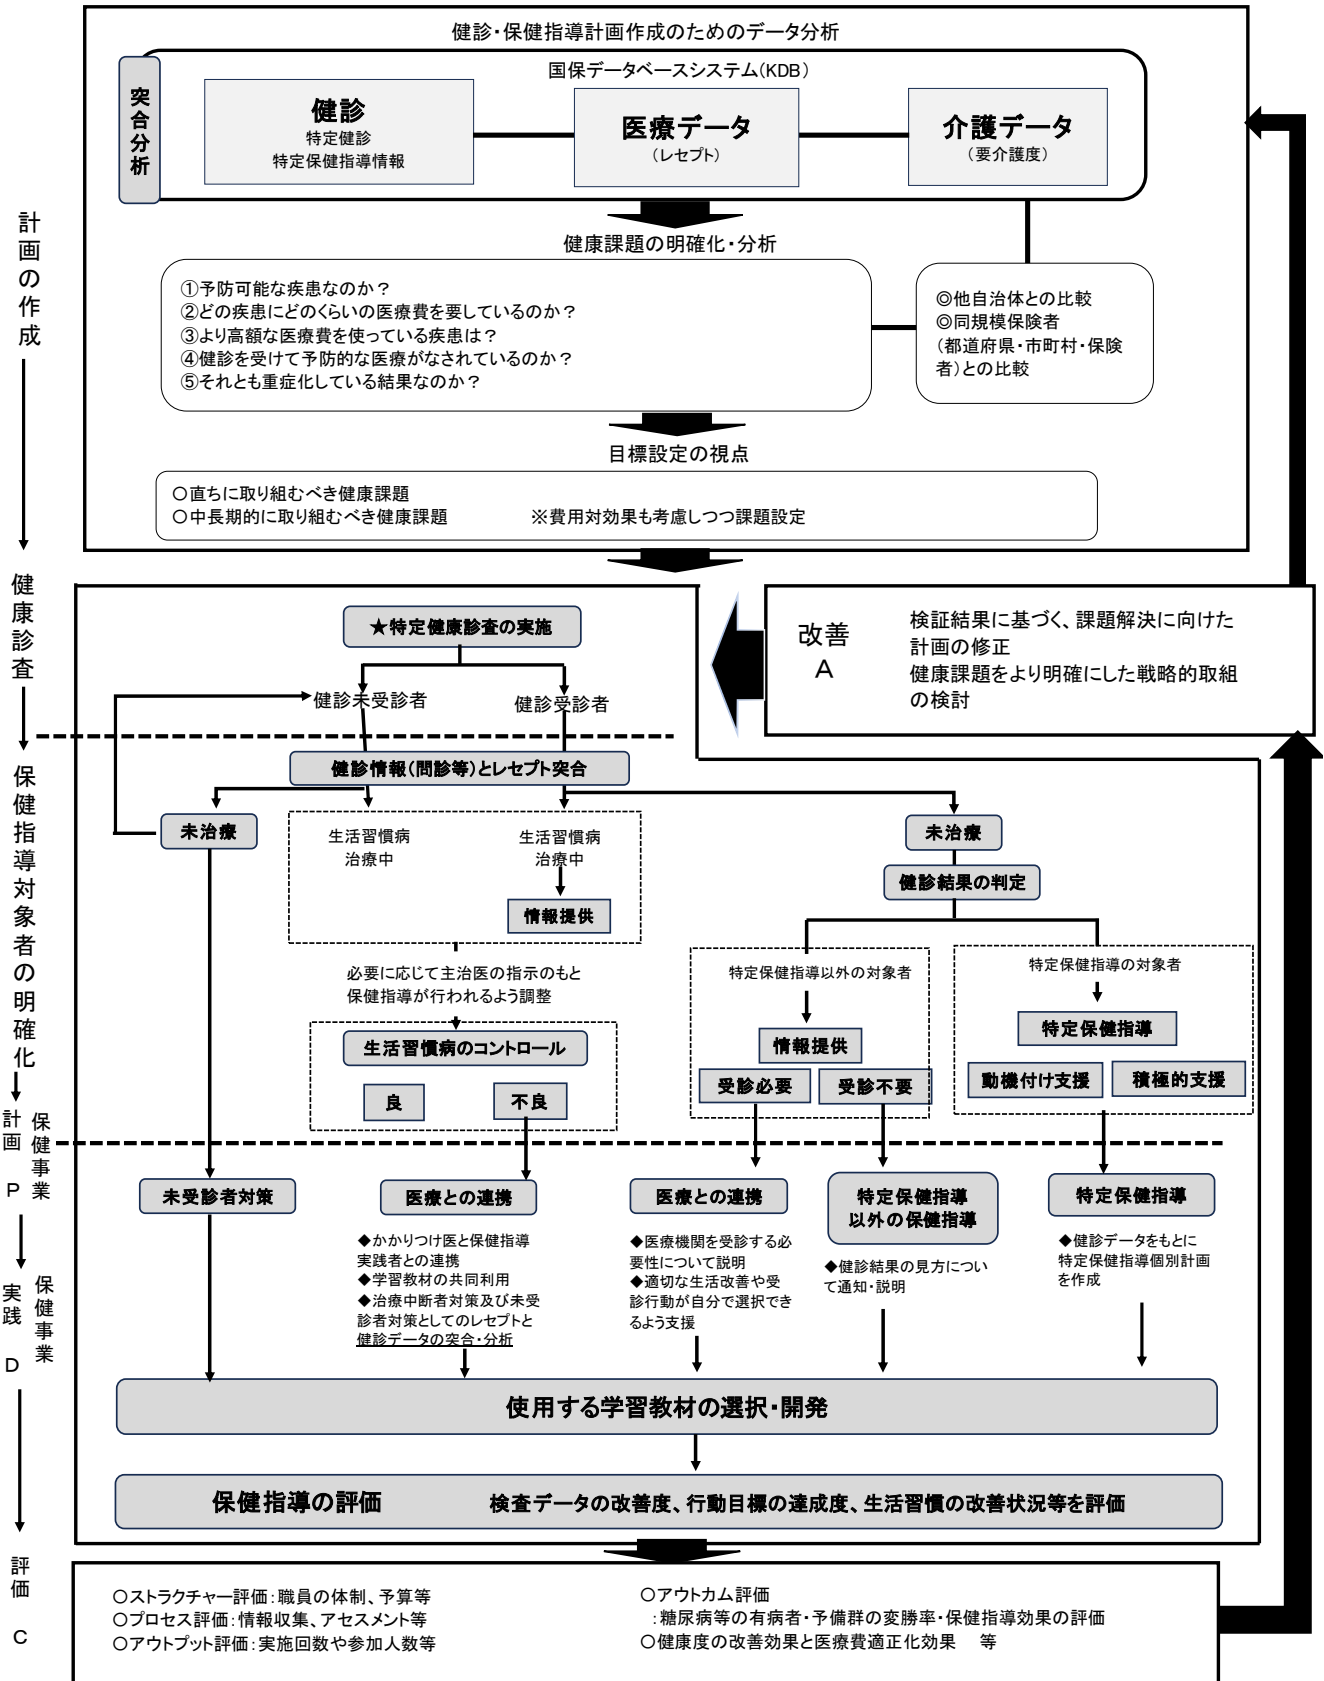 健診・保健指導計画作成のためのデータ分析
国保データベースシステム(KDB)
突合分析
健診
特定健診
特定保健指導情報
医療データ
(レセプト)
介護データ
(要介護度)
計画の作成
健康課題の明確化・分析
①予防可能な疾患なのか?
②どの疾患にどのくらいの医療費を要しているのか?
③より高額な医療費を使っている疾患は?
④健診を受けて予防的な医療がなされているのか?
⑤それとも重症化している結果なのか?
◎他自治体との比較
◎同規模保険者
(都道府県・市町村・保険
者)との比較
目標設定の視点
○直ちに取り組むべき健康課題
○中長期的に取り組むべき健康課題 ※費用対効果も考慮しつつ課題設定
健康診査
★特定健康診査の実施
改善
A
検証結果に基づく、課題解決に向けた
計画の修正
健康課題をより明確にした戦略的取組
の検討
健診未受診者
健診受診者
健診情報(問診等)とレセプト突合
保健指導対象者の明確化
未治療
生活習慣病
治療中
生活習慣病
治療中
情報提供
未治療
健診結果の判定
必要に応じて主治医の指示のもと
保健指導が行われるよう調整
特定保健指導以外の対象者
特定保健指導の対象者
生活習慣病のコントロール
良
不良
情報提供
受診必要
受診不要
特定保健指導
動機付け支援
積極的支援
計画 P
保健事業
未受診者対策
医療との連携
医療との連携
特定保健指導
以外の保健指導
特定保健指導
◆かかりつけ医と保健指導
実践者との連携
◆学習教材の共同利用
◆治療中断者対策及び未受
診者対策としてのレセプトと
健診データの突合・分析
◆医療機関を受診する必
要性について説明
◆適切な生活改善や受
診行動が自分で選択でき
るよう支援
◆健診結果の見方につい
て通知・説明
◆健診データをもとに
特定保健指導個別計画
を作成
実践 D
保健事業
使用する学習教材の選択・開発
保健指導の評価 検査データの改善度、行動目標の達成度、生活習慣の改善状況等を評価
評価 C
○ストラクチャー評価:職員の体制、予算等
○プロセス評価:情報収集、アセスメント等
○アウトプット評価:実施回数や参加人数等
○アウトカム評価
:糖尿病等の有病者・予備群の変勝率・保健指導効果の評価
○健康度の改善効果と医療費適正化効果 等